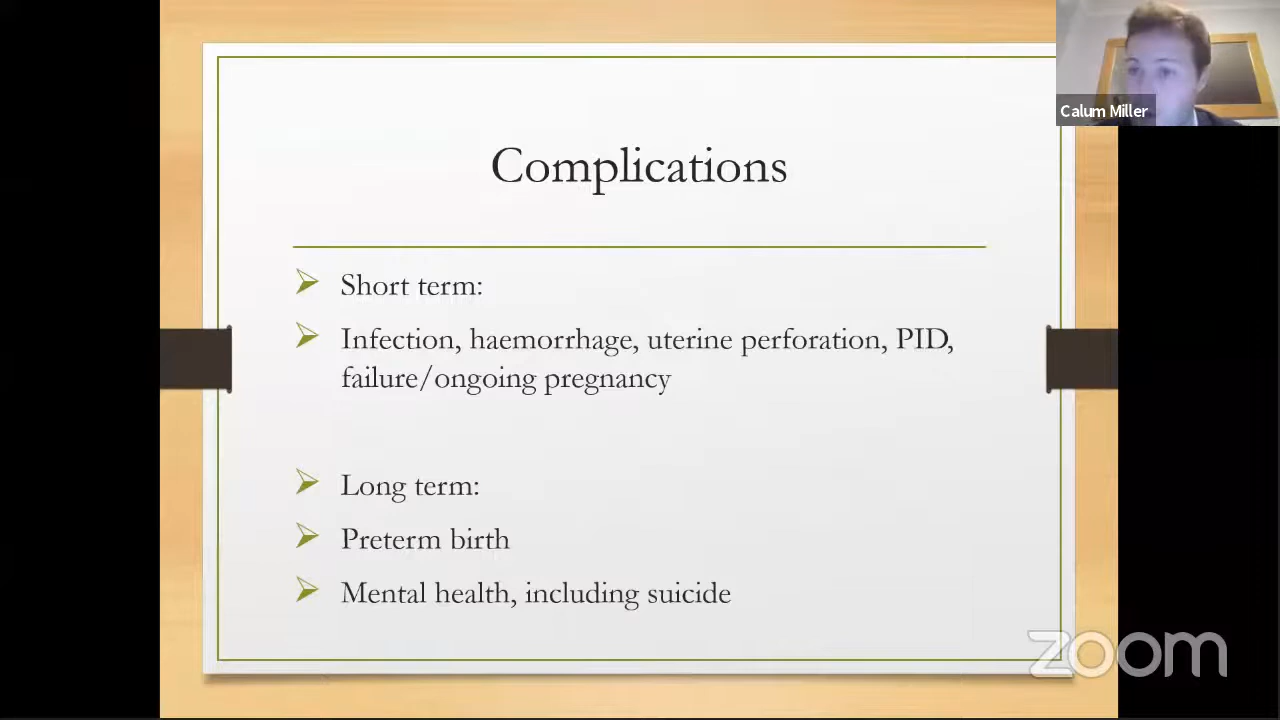 Calum Miller
Complications
Short term:
Infection, haemorrhage, uterine perforation, PID,
failure/ongoing pregnancy
Long term:
Preterm birth
Mental health, including suicide
zoom